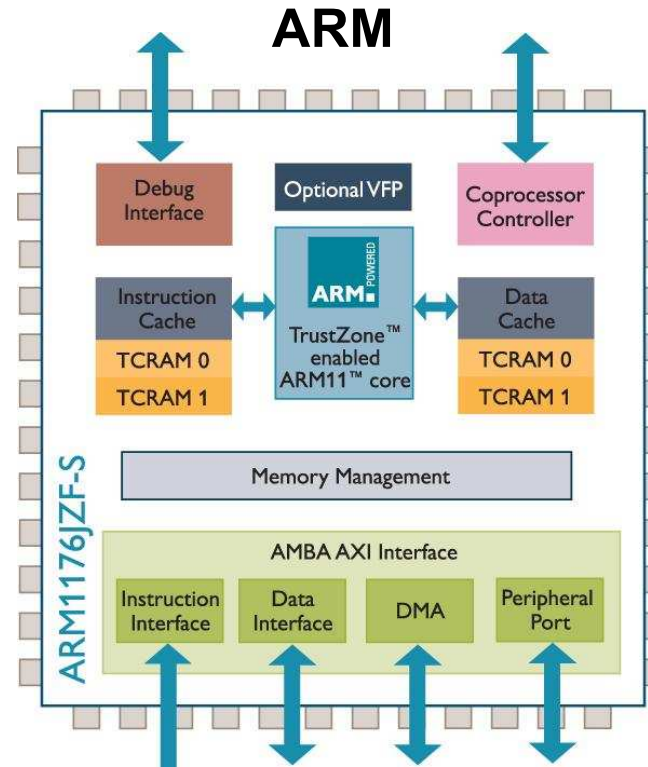 ARM
Debug
Interface
Optional VFP
Coprocessor
Controller
Instruction
Cache
TCRAM 0
TCRAM 1
ARM
POWERED
TrustZone™
enabled
ARM11™ core
Data
Cache
TCRAM 0
TCRAM 1
Memory Management
ARM1176JZF-S
AMBA AXI Interface
Instruction
Interface
Data
Interface
DMA
Peripheral
Port